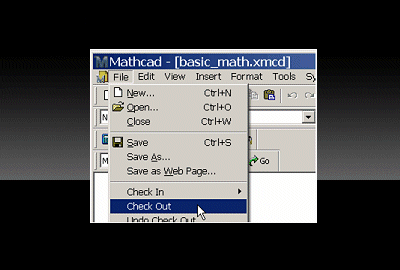 Mathcad - [basic_math.xmcd]
File Edit View Insert Format Tools Sy
New... Ctrl+N
Open... Ctrl+O
Close Ctrl+W
N
Save Ctrl+S
Save As...
M Go
Save as Web Page...
Check In
Check Out
Undo Check Out